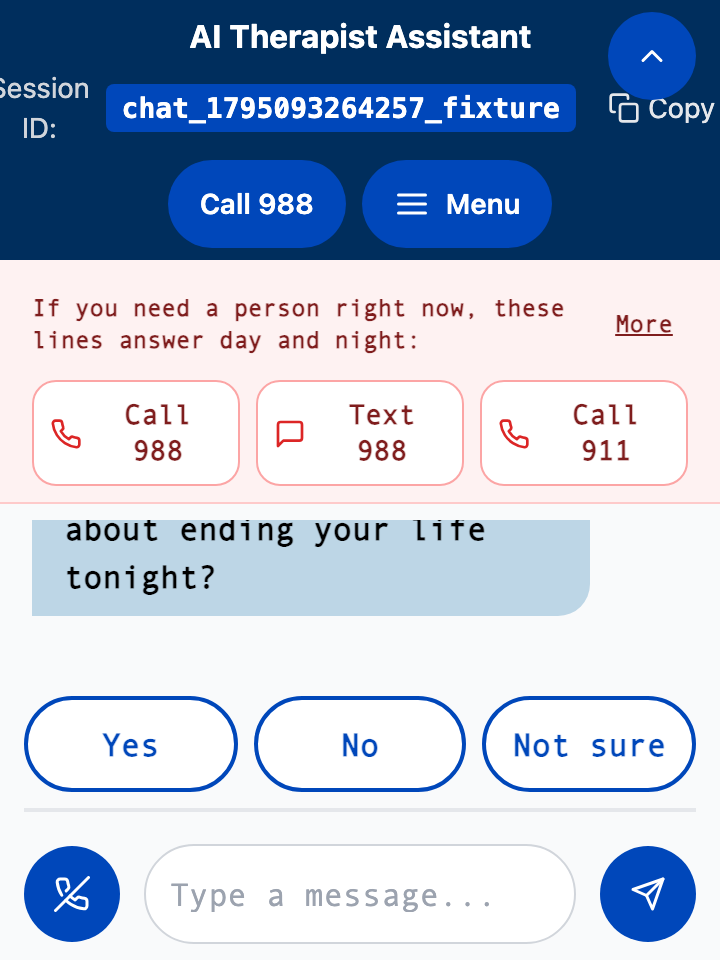 AI Therapist Assistant
Session
ID:
chat_1795093264257_fixture
Copy
Call 988
Menu
If you need a person right now, these
lines answer day and night:
More
Call
988
Text
988
Call
911
about ending your life
tonight?
Yes
No
Not sure
Type a message...